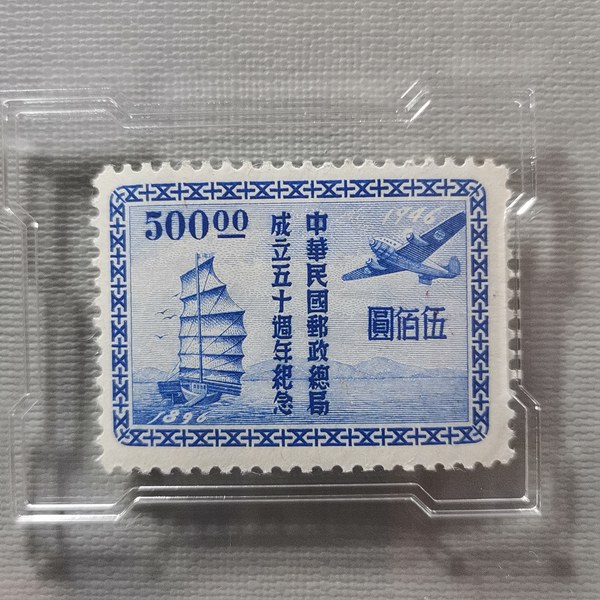 500.00
中華民國郵政總局
成立五十週年紀念
1946
圓佰伍
1896